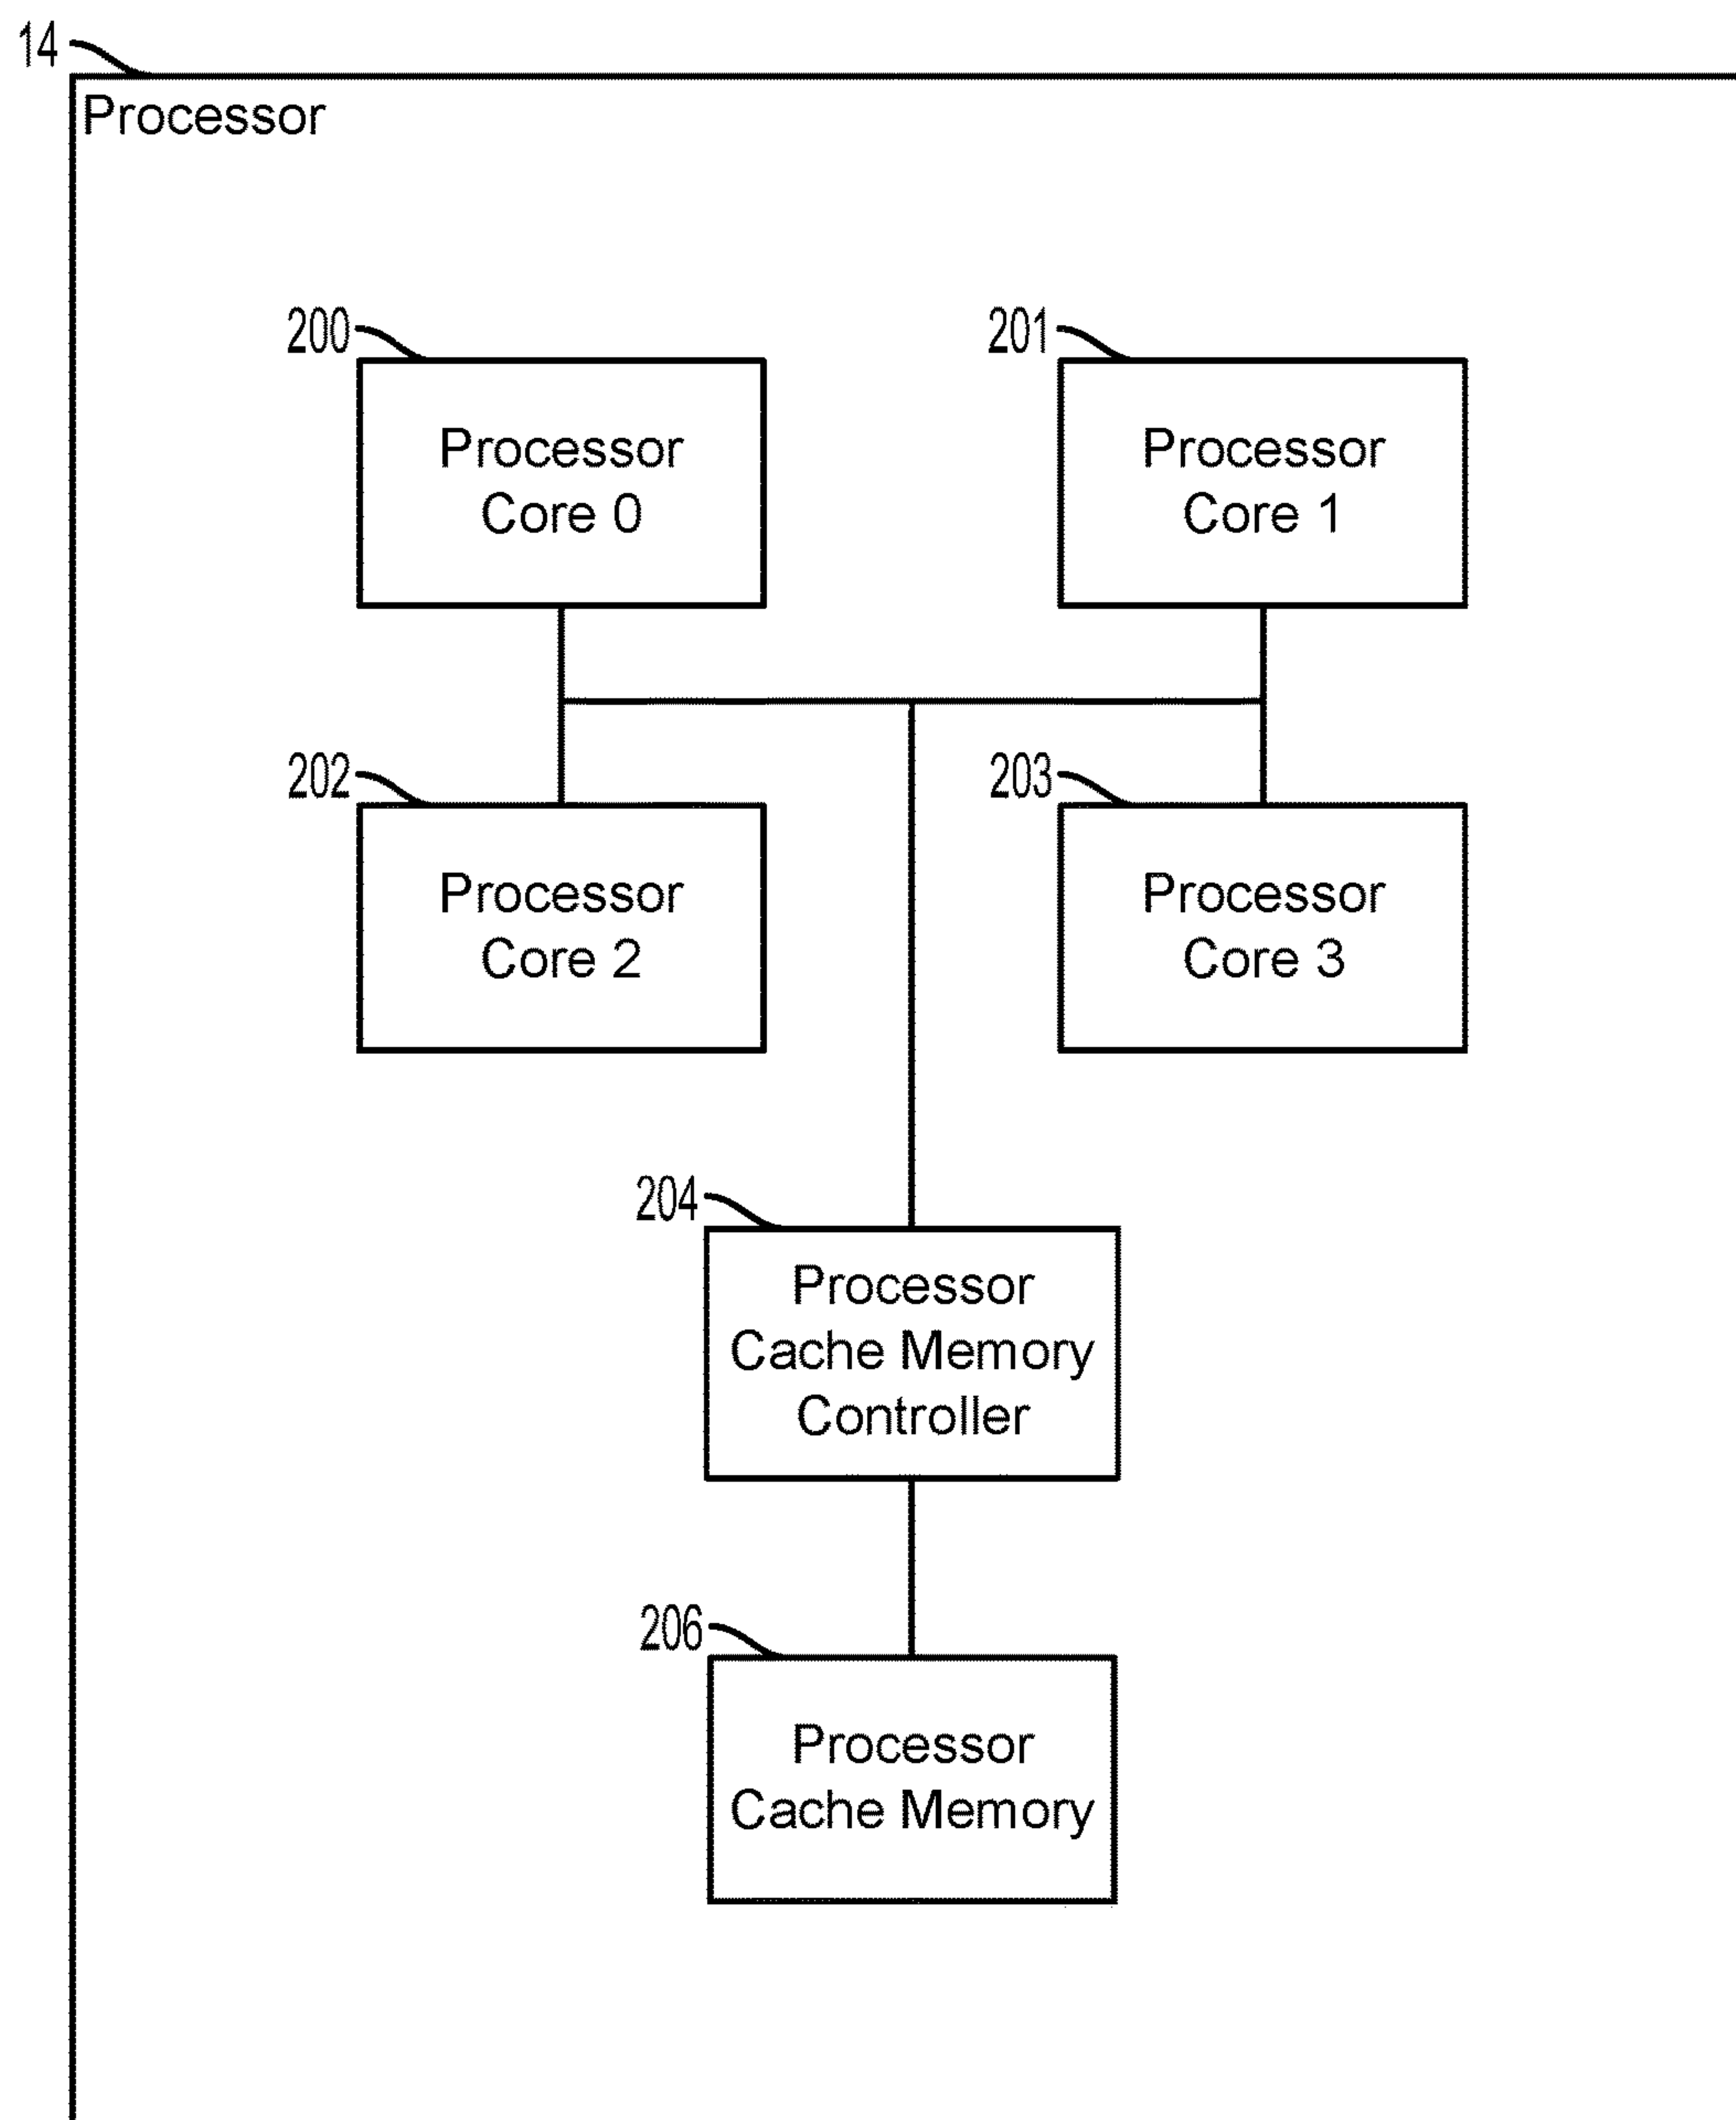 14
Processor
200
Processor
Core 0
201
Processor
Core 1
202
Processor
Core 2
203
Processor
Core 3
204
Processor
Cache Memory
Controller
206
Processor
Cache Memory